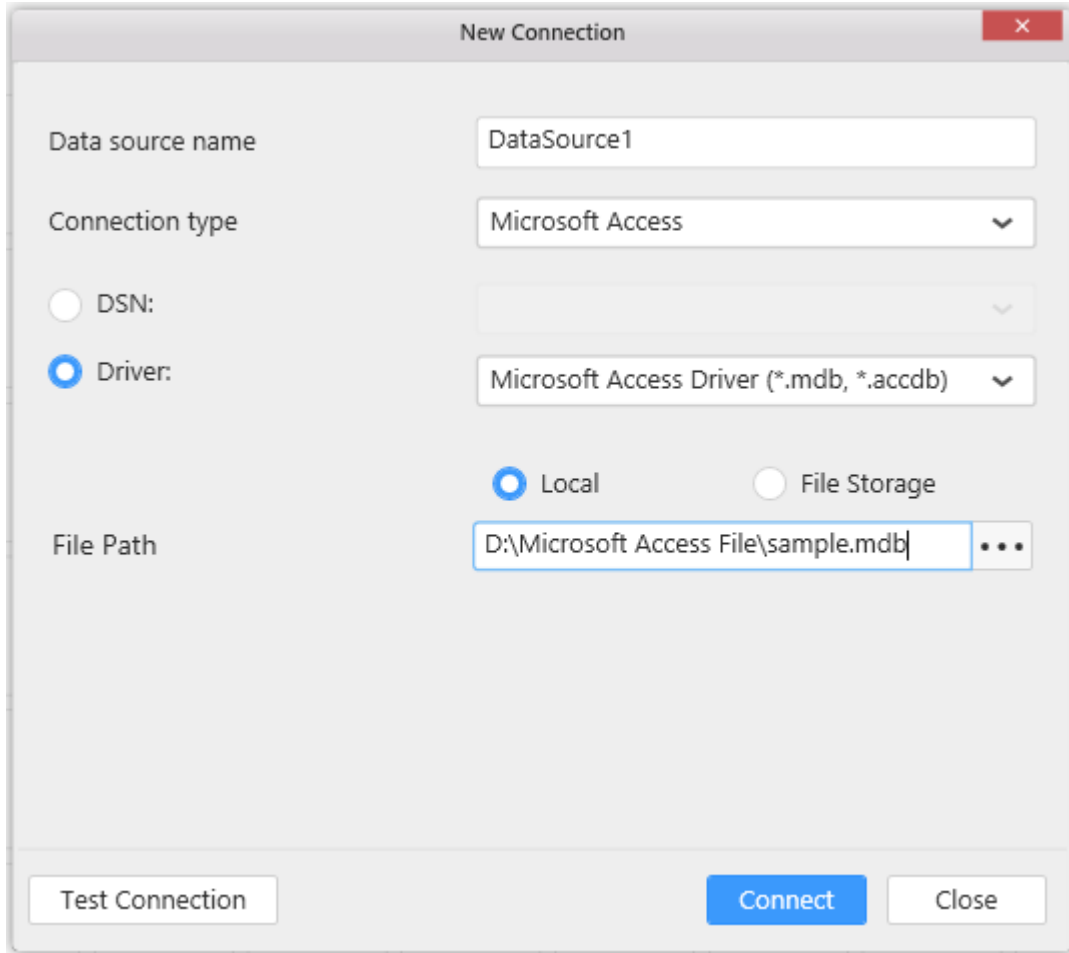 New Connection
Data source name DataSource1
Connection type Microsoft Access
DSN:
Driver: Microsoft Access Driver (*.mdb, *.accdb)
Local File Storage
File Path D:\Microsoft Access File\sample.mdb
Test Connection Connect Close